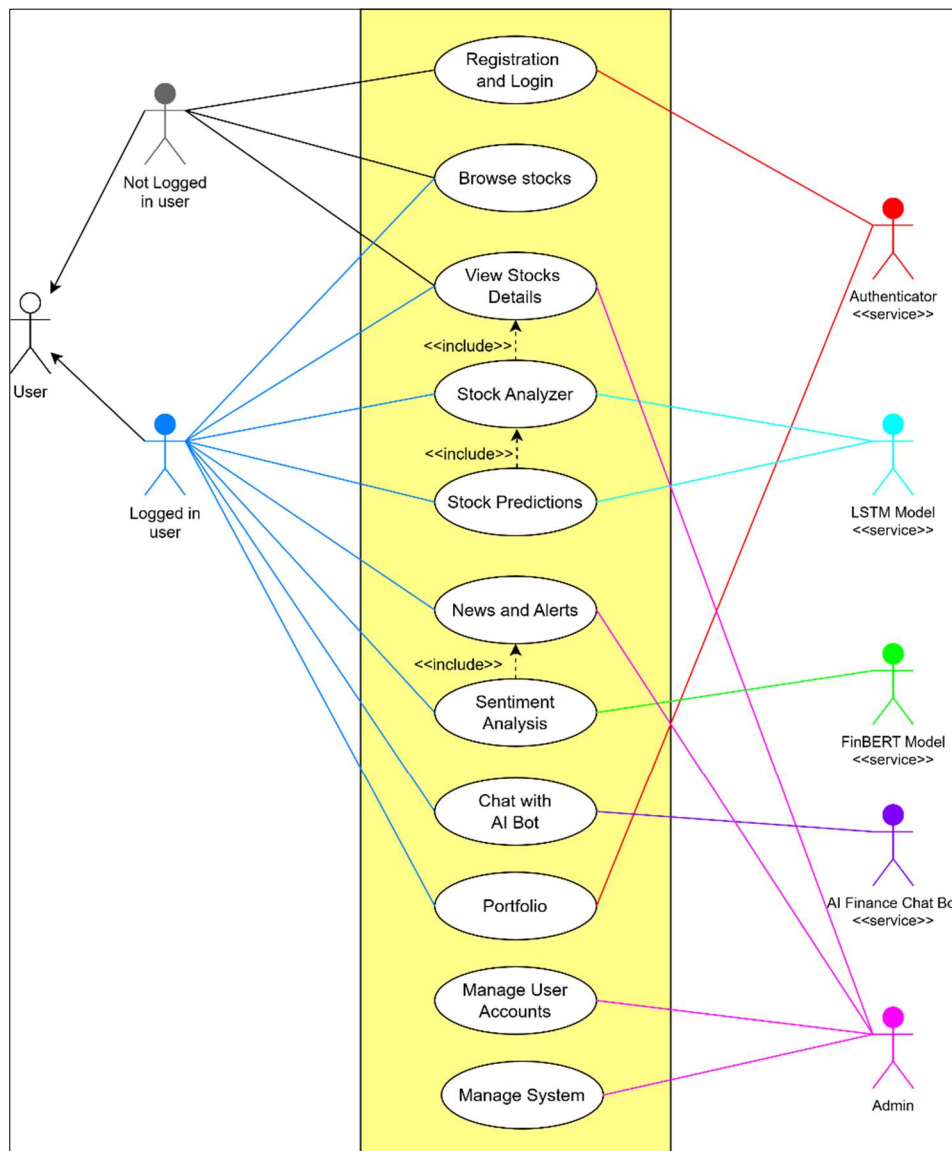 Registration
and Login
Not Logged
in user
Browse stocks
View Stocks
Details
Authenticator
<<service>>
<<include>>
User
Stock Analyzer
<<include>>
Logged in
user
Stock Predictions
LSTM Model
<<service>>
News and Alerts
<<include>>
Sentiment
Analysis
FinBERT Model
<<service>>
Chat with
AI Bot
AI Finance Chat Bo
<<service>>
Portfolio
Manage User
Accounts
Manage System
Admin